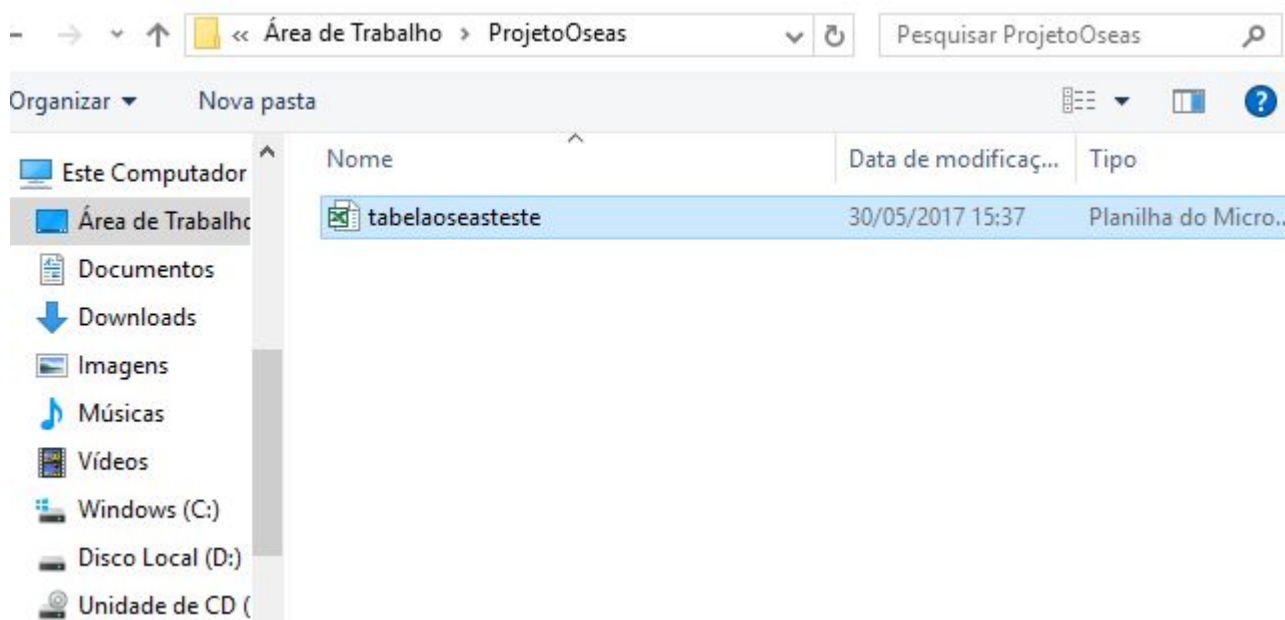 « Área de Trabalho > ProjetoOseas
Pesquisar ProjetoOseas
Organizar
Nova pasta
?
Este Computador
Área de Trabalho
Documentos
Downloads
Imagens
Músicas
Vídeos
Windows (C:)
Disco Local (D:)
Unidade de CD (
Nome
Data de modificaç...
Tipo
tabelaoseasteste
30/05/2017 15:37
Planilha do Micro...